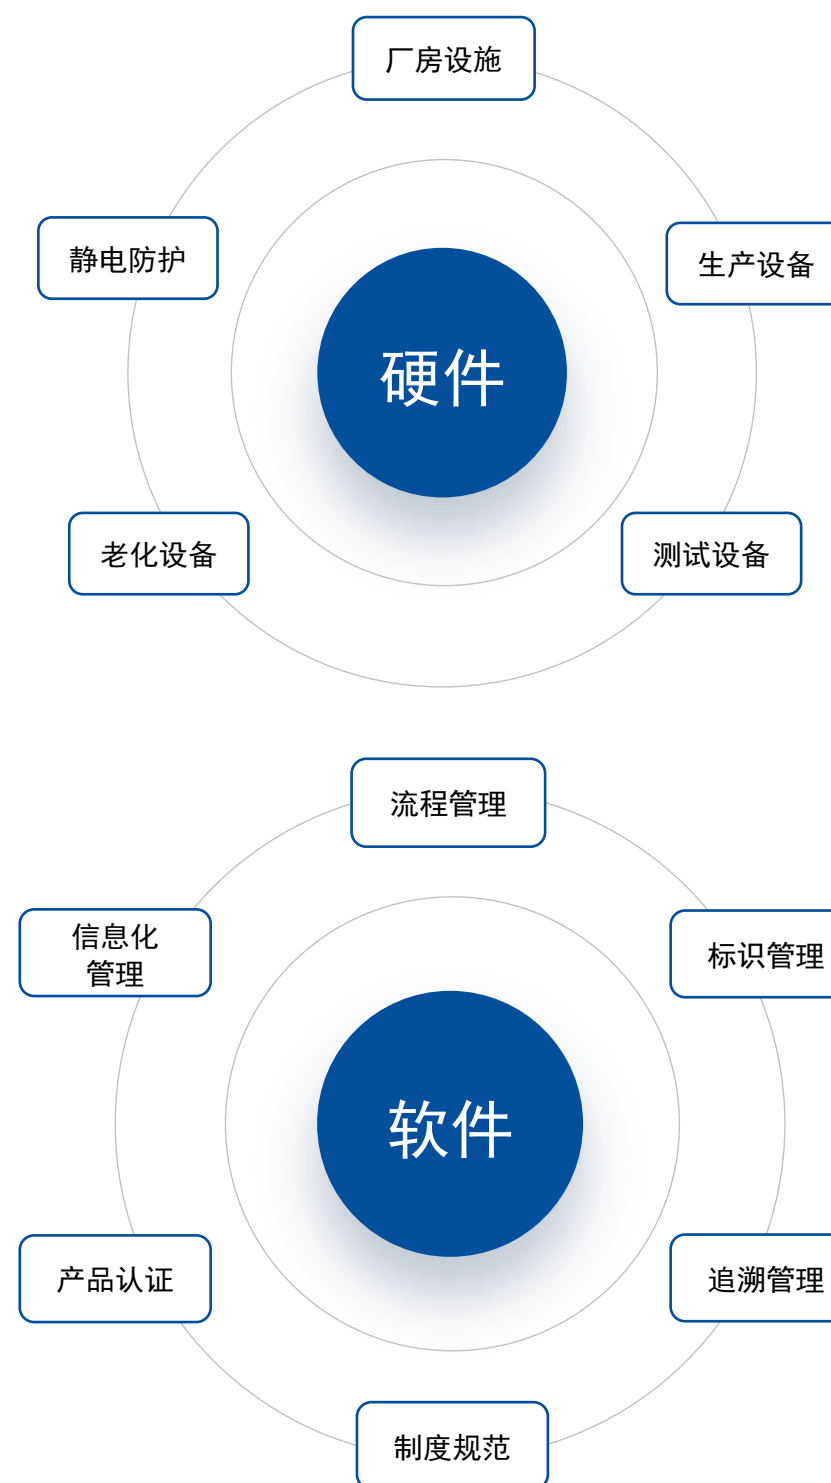 厂房设施
静电防护
生产设备
硬件
老化设备
测试设备
流程管理
信息化
管理
标识管理
软件
产品认证
追溯管理
制度规范